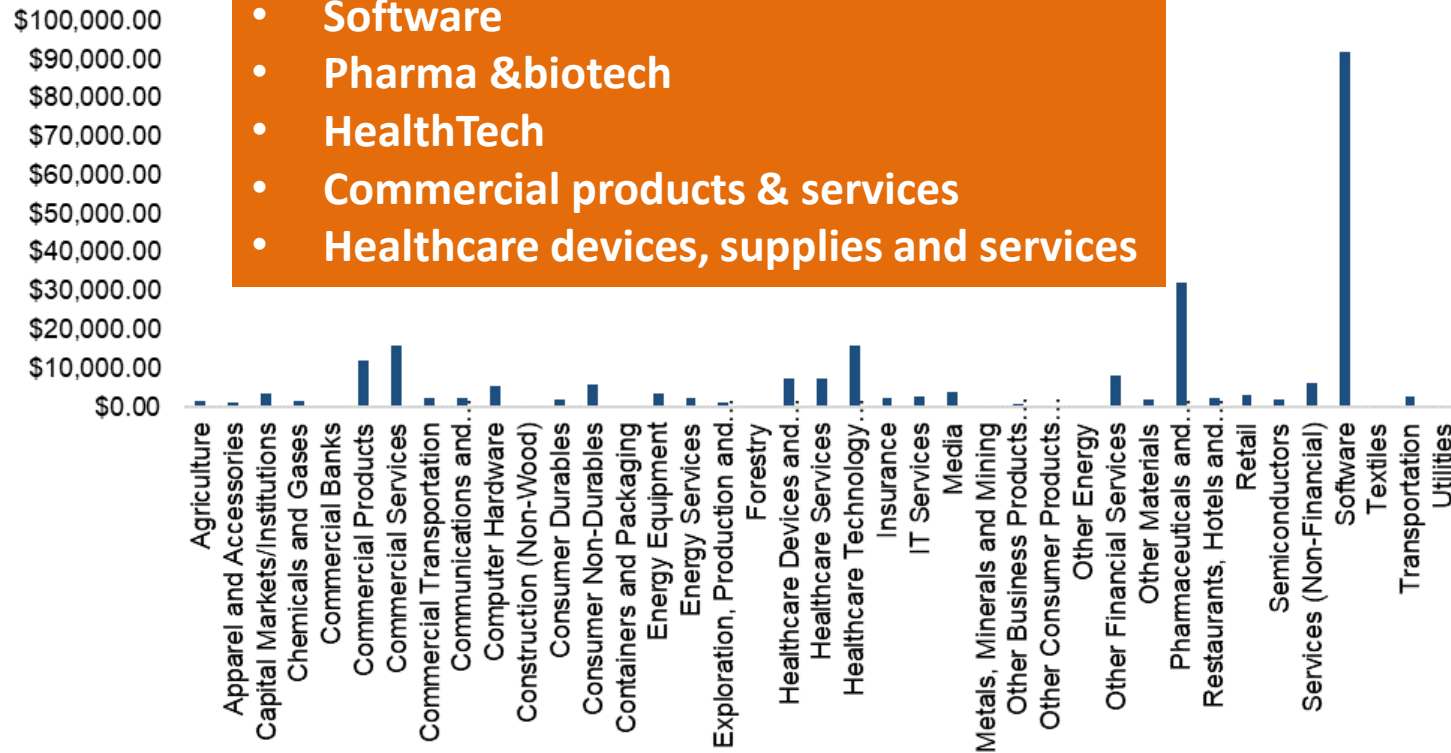 $100,000.00
$90,000.00
$80,000.00
$70,000.00
$60,000.00
$50,000.00
$40,000.00
$30,000.00
$20,000.00
$10,000.00
$0.00
• Software
• Pharma &biotech
• HealthTech
• Commercial products & services
• Healthcare devices, supplies and services
Agriculture
Apparel and Accessories
Capital Markets/Institutions
Chemicals and Gases
Commercial Banks
Commercial Products
Commercial Services
Commercial Transportation
Communications and…
Computer Hardware
Construction (Non-Wood)
Consumer Durables
Consumer Non-Durables
Containers and Packaging
Energy Equipment
Energy Services
Exploration, Production and…
Forestry
Healthcare Devices and…
Healthcare Services
Healthcare Technology…
Insurance
IT Services
Media
Metals, Minerals and Mining
Other Business Products…
Other Consumer Products…
Other Energy
Other Financial Services
Other Materials
Pharmaceuticals and…
Restaurants, Hotels and…
Retail
Semiconductors
Services (Non-Financial)
Software
Textiles
Transportation
Utilities